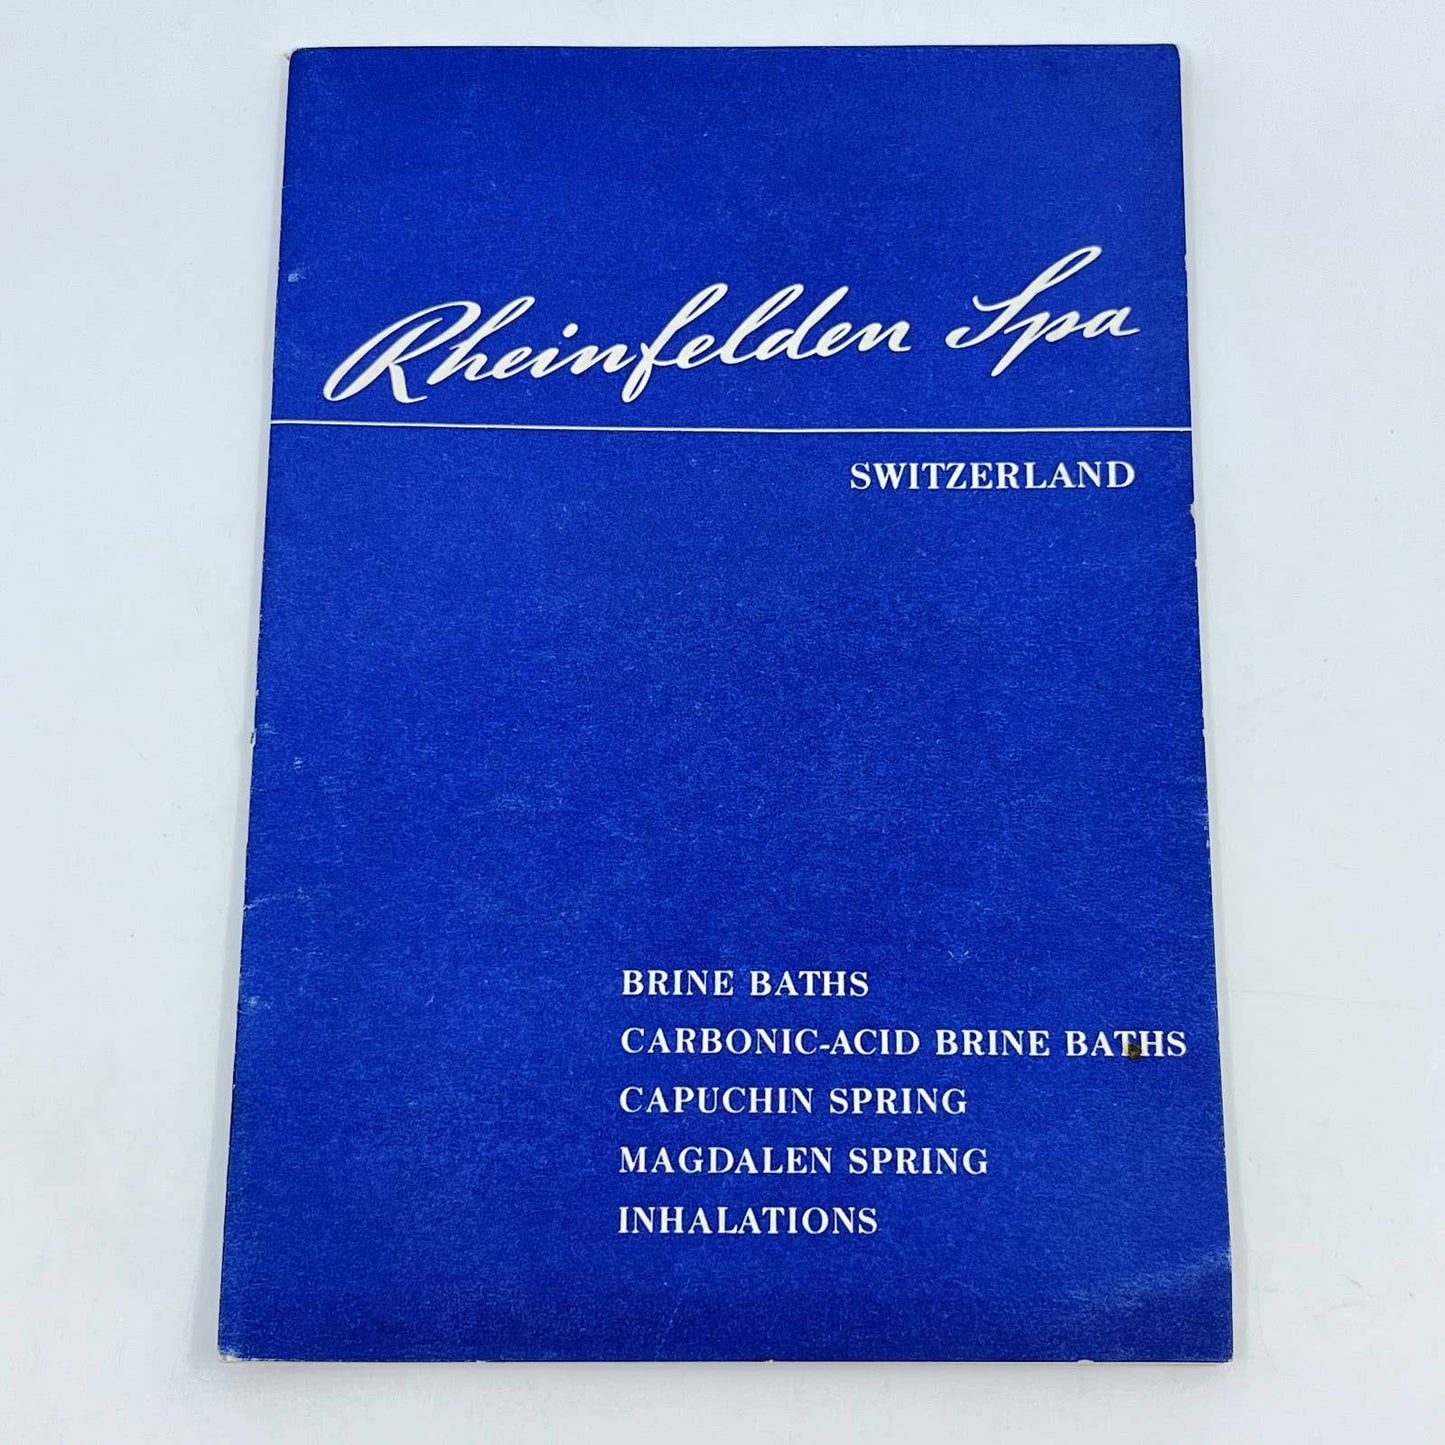 Rheinfelden Spa
SWITZERLAND
BRINE BATHS
CARBONIC-ACID BRINE BATHS
CAPUCHIN SPRING
MAGDALEN SPRING
INHALATIONS